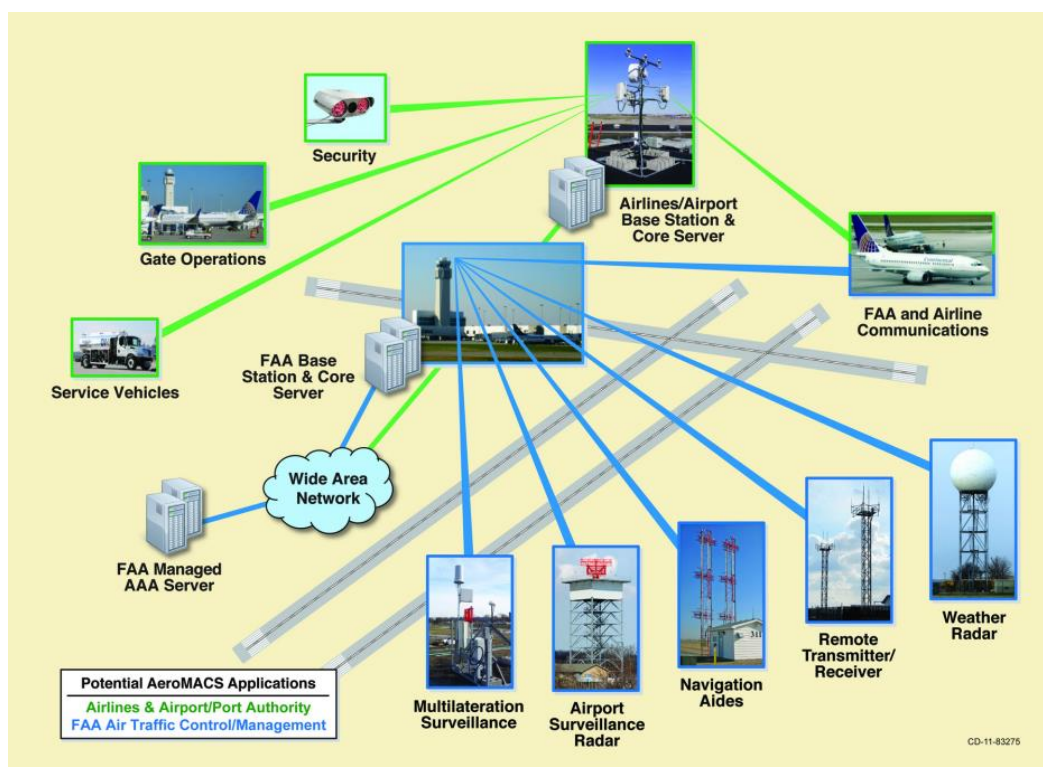 Security
Airlines/Airport
Base Station &
Core Server
Gate Operations
FAA and Airline
Communications
FAA Base
Station & Core
Server
Service Vehicles
Wide Area
Network
FAA Managed
AAA Server
Weather
Radar
Remote
Transmitter/
Receiver
311
Navigation
Aides
Multilateration
Surveillance
Airport
Surveillance
Radar
Potential AeroMACS Applications
Airlines & Airport/Port Authority
FAA Air Traffic Control/Management
CD-11-83275